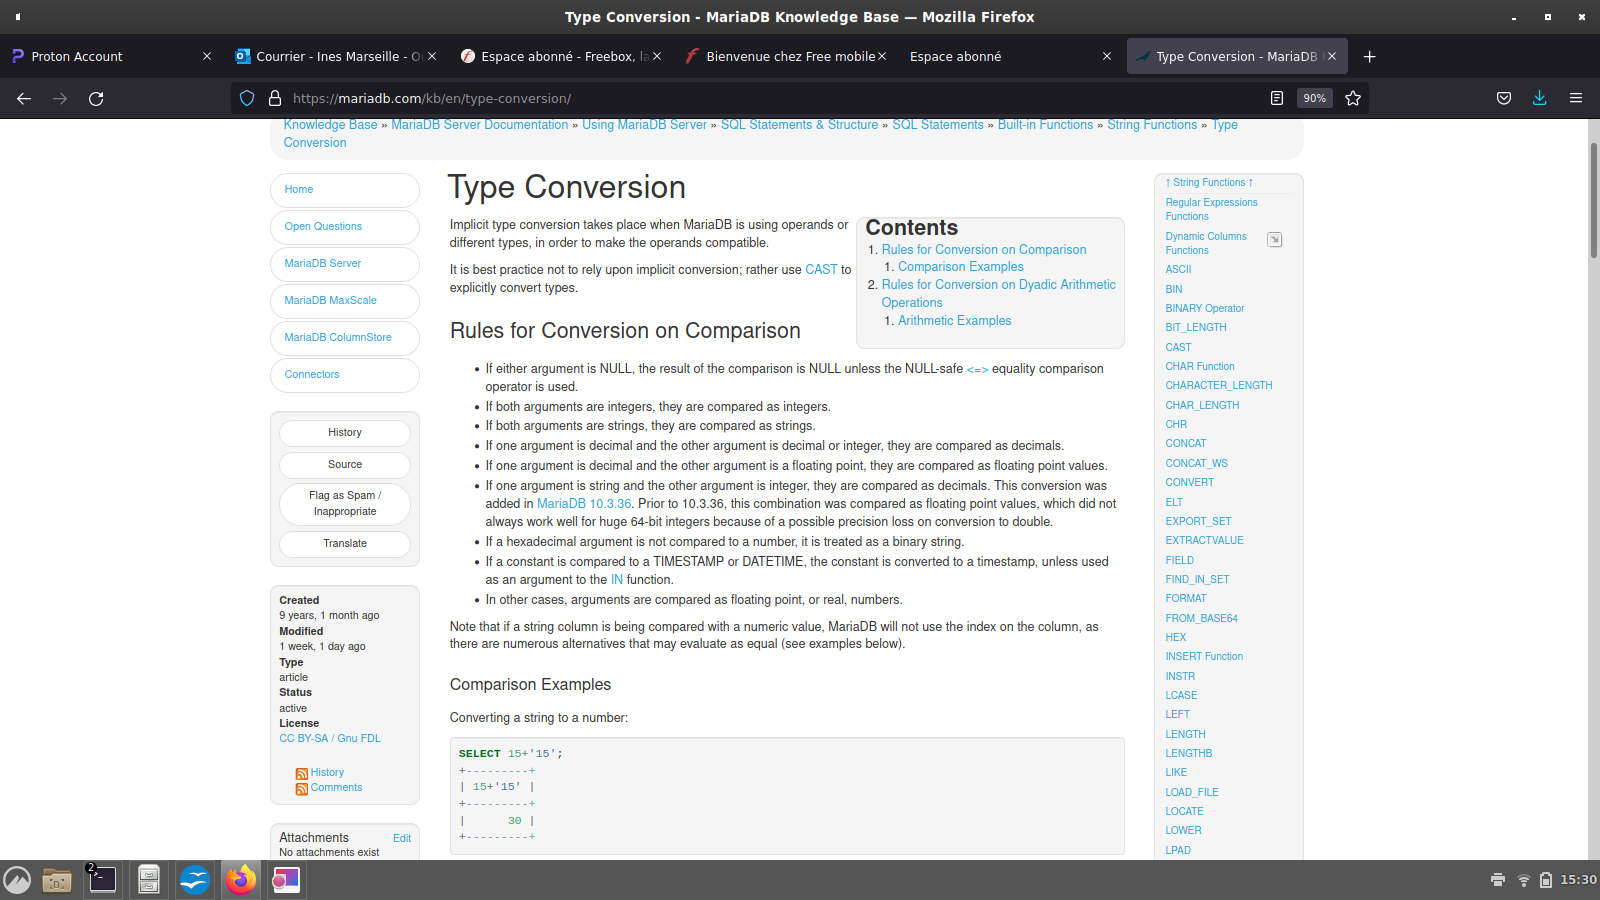 Type Conversion - MariaDB Knowledge Base — Mozilla Firefox
Proton Account
Courrier - Ines Marseille - O
Espace abonné - Freebox, l
Bienvenue chez Free mobile
Espace abonné
Type Conversion - MariaDB
https://mariadb.com/kb/en/type-conversion/
90%
Knowledge Base » MariaDB Server Documentation » Using MariaDB Server » SQL Statements & Structure » SQL Statements » Built-in Functions » String Functions » Type
Conversion
Home
Open Questions
MariaDB Server
MariaDB MaxScale
MariaDB ColumnStore
Connectors
History
Source
Flag as Spam /
Inappropriate
Translate
Created
9 years, 1 month ago
Modified
1 week, 1 day ago
Type
article
Status
active
License
CC BY-SA / Gnu FDL
History
Comments
Attachments
Edit
No attachments exist
Type Conversion
Implicit type conversion takes place when MariaDB is using operands or
different types, in order to make the operands compatible.
It is best practice not to rely upon implicit conversion; rather use CAST to
explicitly convert types.
Contents
1. Rules for Conversion on Comparison
1. Comparison Examples
2. Rules for Conversion on Dyadic Arithmetic
Operations
1. Arithmetic Examples
Rules for Conversion on Comparison
• If either argument is NULL, the result of the comparison is NULL unless the NULL-safe <=> equality comparison
operator is used.
• If both arguments are integers, they are compared as integers.
• If both arguments are strings, they are compared as strings.
• If one argument is decimal and the other argument is decimal or integer, they are compared as decimals.
• If one argument is decimal and the other argument is a floating point, they are compared as floating point values.
• If one argument is string and the other argument is integer, they are compared as decimals. This conversion was
added in MariaDB 10.3.36. Prior to 10.3.36, this combination was compared as floating point values, which did not
always work well for huge 64-bit integers because of a possible precision loss on conversion to double.
• If a hexadecimal argument is not compared to a number, it is treated as a binary string.
• If a constant is compared to a TIMESTAMP or DATETIME, the constant is converted to a timestamp, unless used
as an argument to the IN function.
• In other cases, arguments are compared as floating point, or real, numbers.
Note that if a string column is being compared with a numeric value, MariaDB will not use the index on the column, as
there are numerous alternatives that may evaluate as equal (see examples below).
Comparison Examples
Converting a string to a number:
SELECT 15+'15';
+---------+
| 15+'15' |
+---------+
|      30 |
+---------+
↑ String Functions ↑
Regular Expressions
Functions
Dynamic Columns
Functions
ASCII
BIN
BINARY Operator
BIT_LENGTH
CAST
CHAR Function
CHARACTER_LENGTH
CHAR_LENGTH
CHR
CONCAT
CONCAT_WS
CONVERT
ELT
EXPORT_SET
EXTRACTVALUE
FIELD
FIND_IN_SET
FORMAT
FROM_BASE64
HEX
INSERT Function
INSTR
LCASE
LEFT
LENGTH
LENGTHB
LIKE
LOAD_FILE
LOCATE
LOWER
LPAD
2
15:30